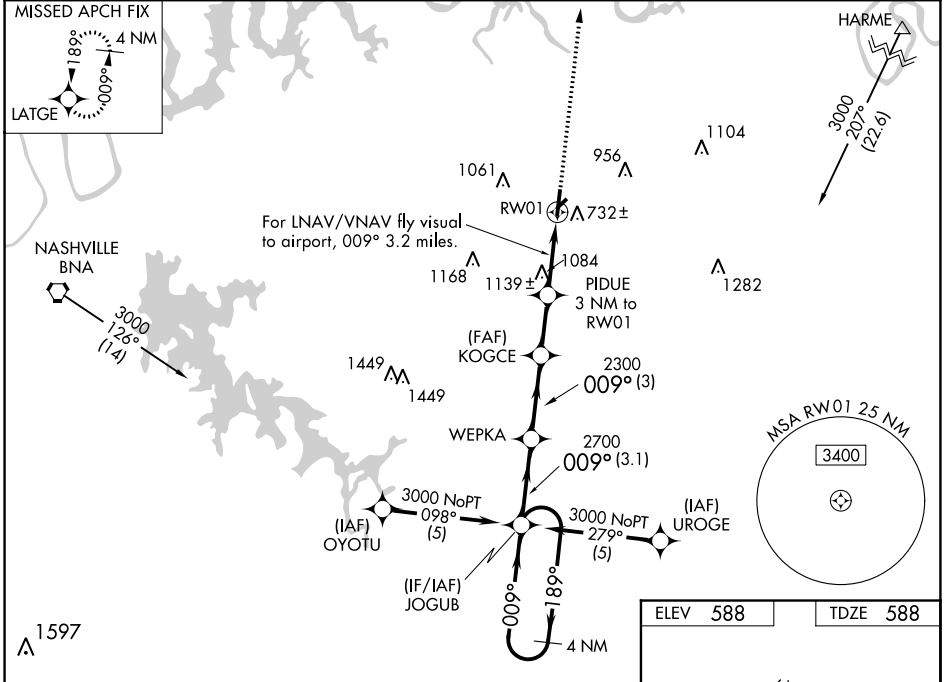 MISSED APCH FIX
4 NM
189°
009°
LATGE
HARME
3000
207°
(22.6)
1104
956
1061
RW01
732±
For LNAV/VNAV fly visual
to airport, 009° 3.2 miles.
NASHVILLE
BNA
3000
126°
(14)
1168
1084
1139±
PIDUE
3 NM to
RW01
1282
(FAF)
KOGCE
2300
009° (3)
1449
1449
WEPKA
2700
009° (3.1)
MSA RW01 25 NM
3400
3000 NoPT
098°
(5)
(IAF)
OYOTU
3000 NoPT
279°
(5)
(IAF)
UROGE
(IF/IAF)
JOGUB
009°
189°
4 NM
1597
ELEV 588
TDZE 588